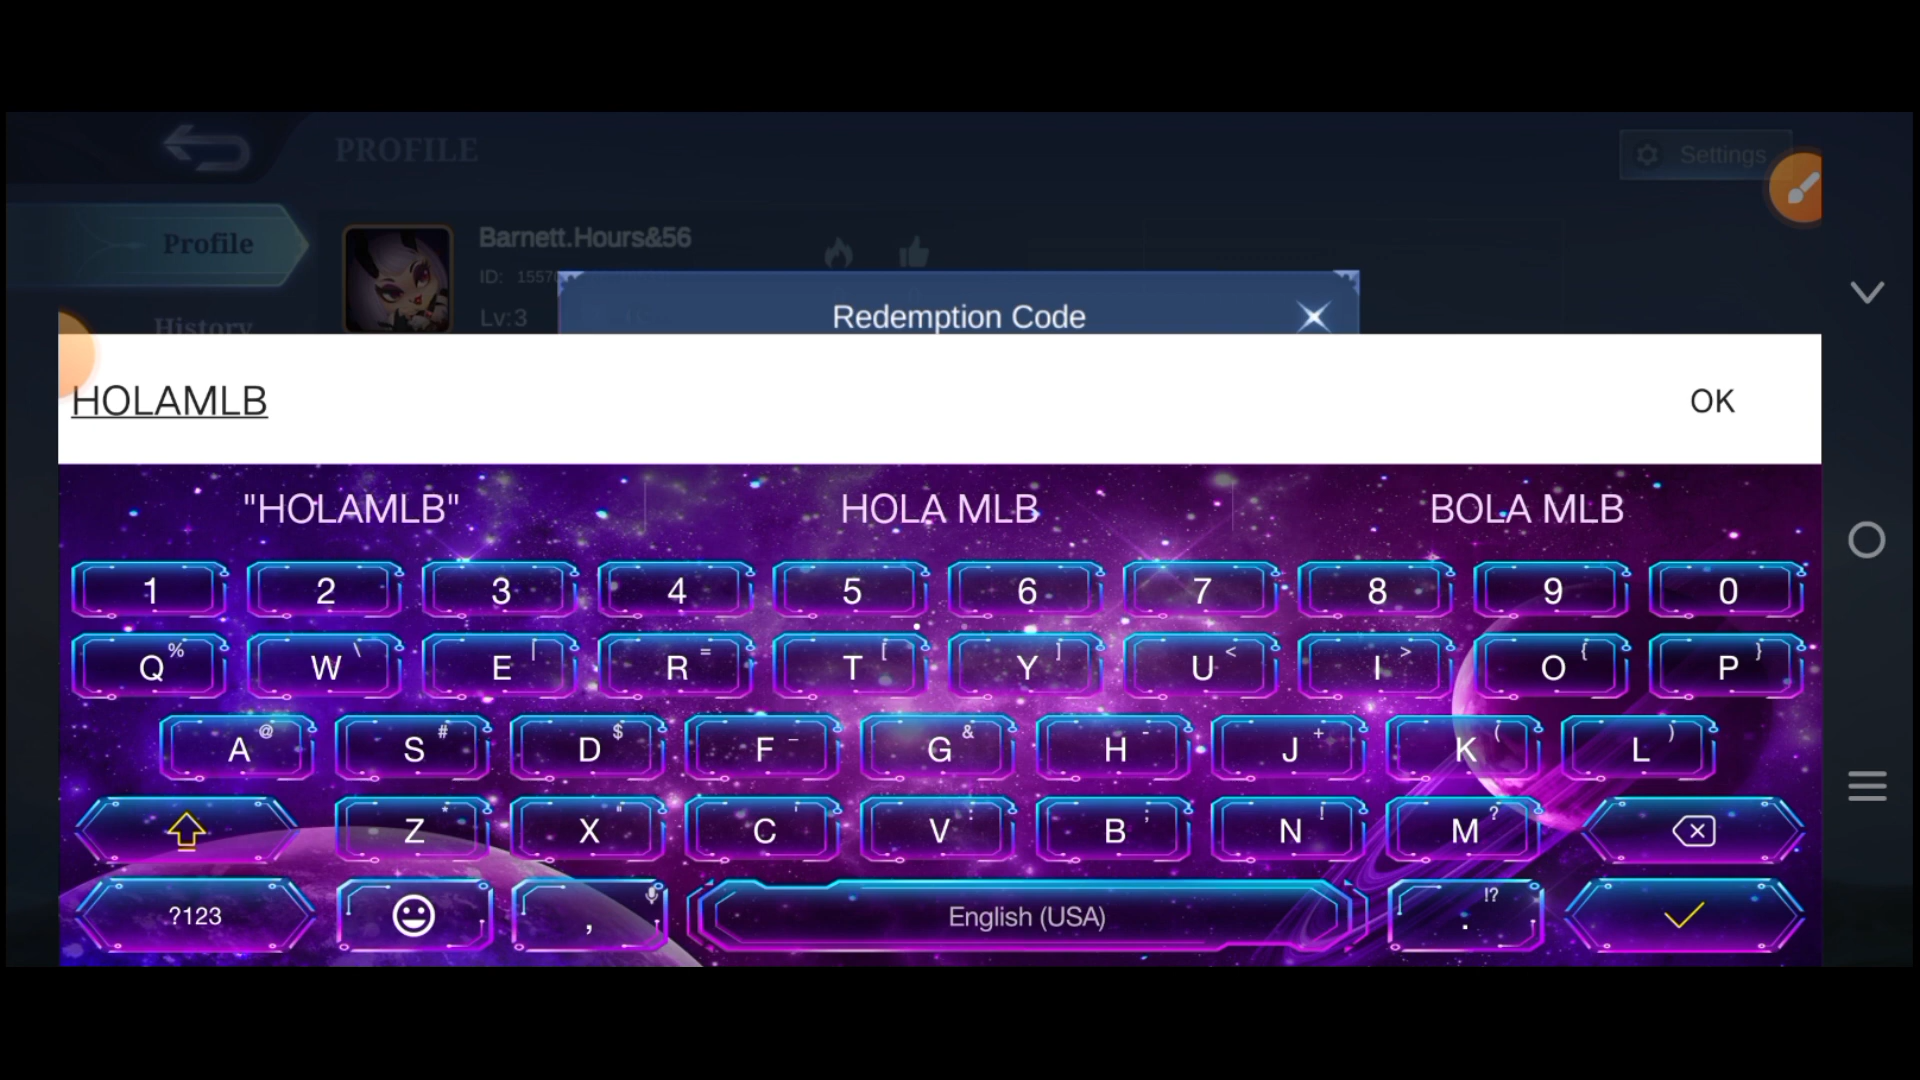 PROFILE
Settings
Profile
Barnett.Hours&56
ID: 1557
History
Lv:3
Redemption Code
HOLAMLB
OK
"HOLAMLB" HOLA MLB BOLA MLB
1 2 3 4 5 6 7 8 9 0
Q % W \ E | R = T [ Y ] U < I > O { P }
A @ S # D $ F _ G & H - J + K ( L )
Z * X " C ' V : B ; N ! M ?
?123 , English (USA) . !?